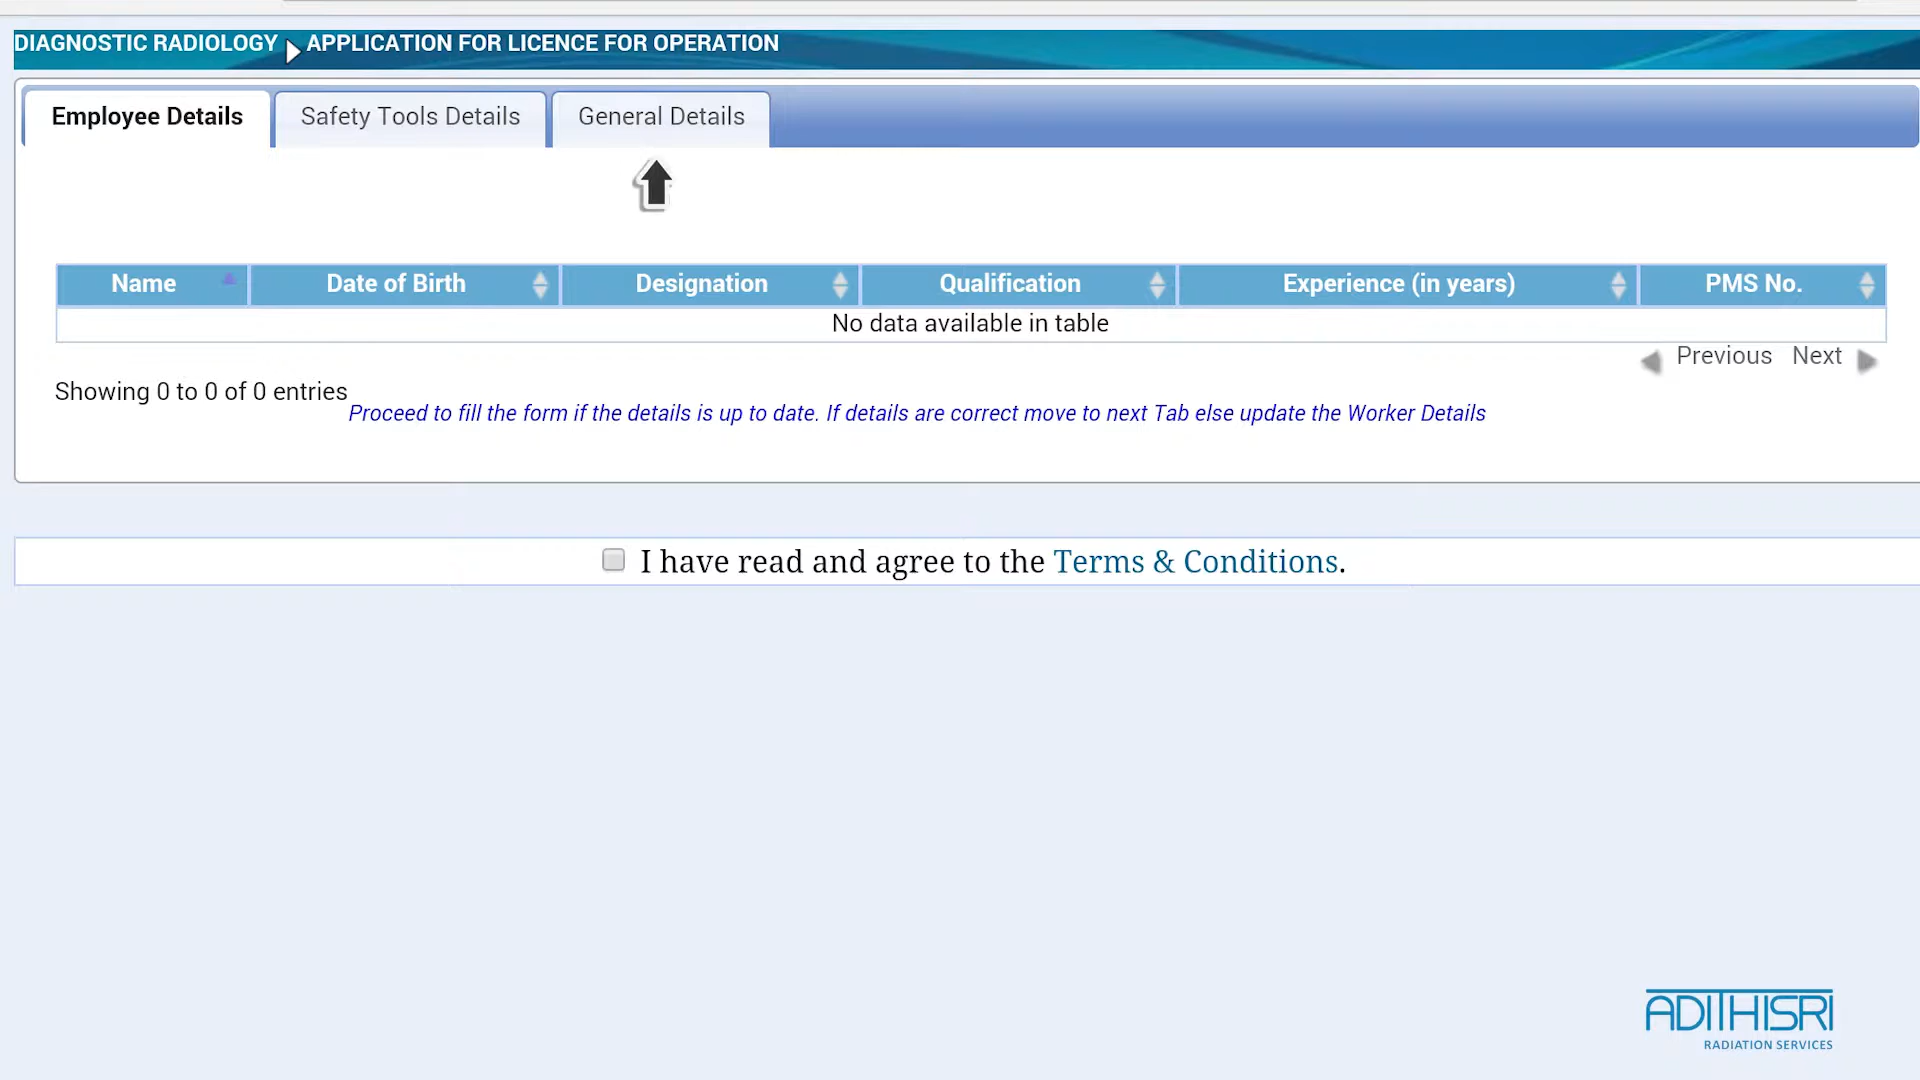 DIAGNOSTIC RADIOLOGY APPLICATION FOR LICENCE FOR OPERATION
Employee Details Safety Tools Details General Details
Name Date of Birth Designation Qualification Experience (in years) PMS No.
No data available in table
Previous Next
Showing 0 to 0 of 0 entries
Proceed to fill the form if the details is up to date. If details are correct move to next Tab else update the Worker Details
I have read and agree to the Terms & Conditions.
ADITHISRI
RADIATION SERVICES